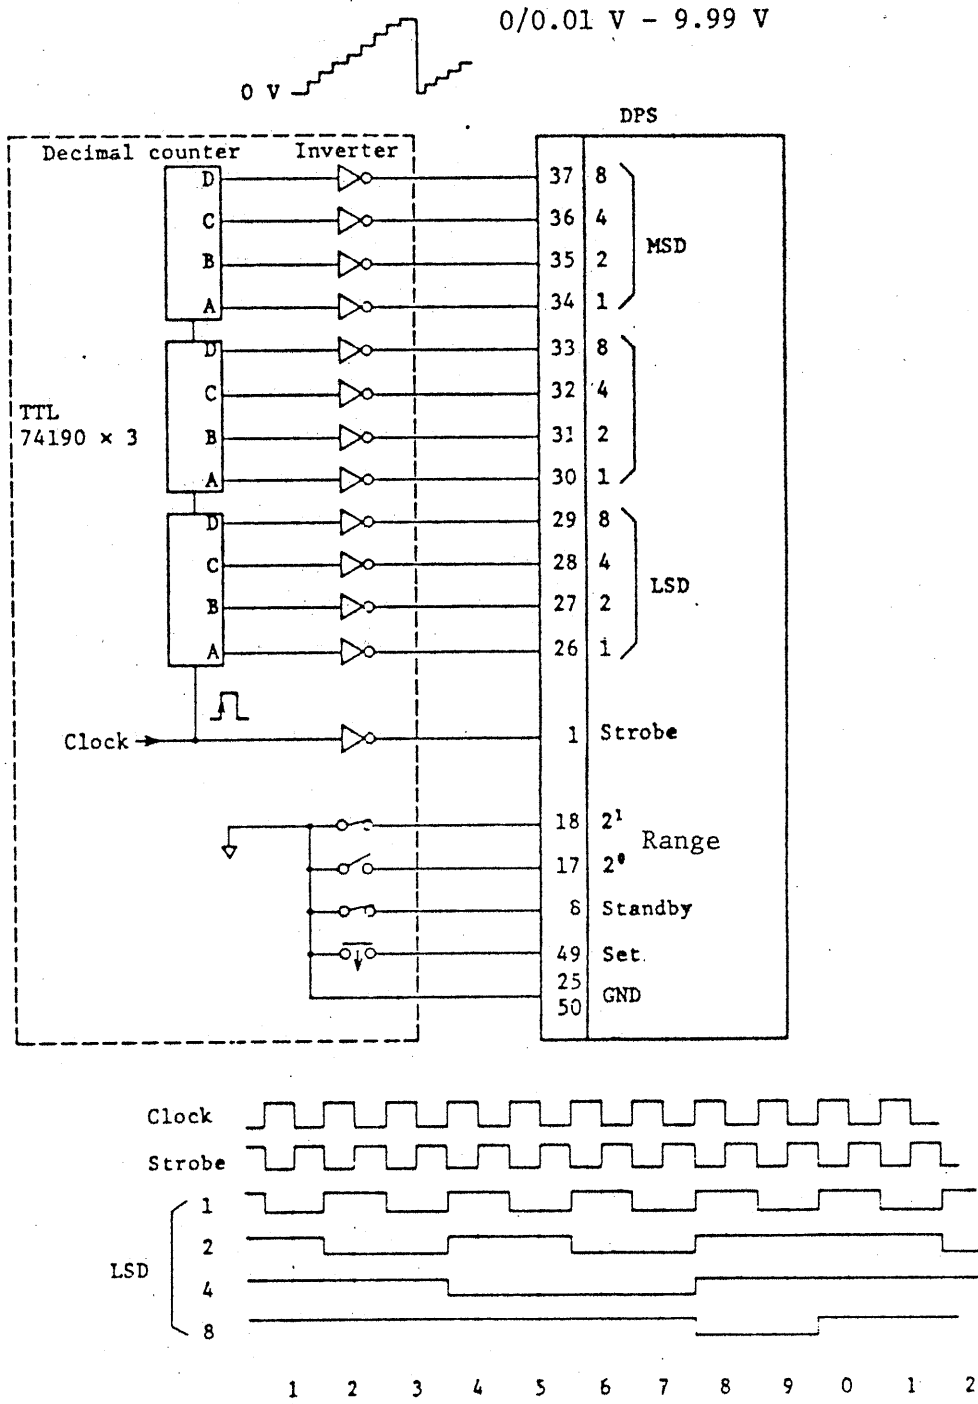 0/0.01 V - 9.99 V
0 V
DPS
Decimal counter Inverter
D 37 8
C 36 4
B 35 2
A 34 1
MSD
D 33 8
C 32 4
B 31 2
A 30 1
TTL
74190 × 3
D 29 8
C 28 4
B 27 2
A 26 1
LSD
Clock 1 Strobe
18 2¹
17 2⁰
Range
8 Standby
49 Set
25
50 GND
Clock
Strobe
1
2
LSD
4
8
1 2 3 4 5 6 7 8 9 0 1 2